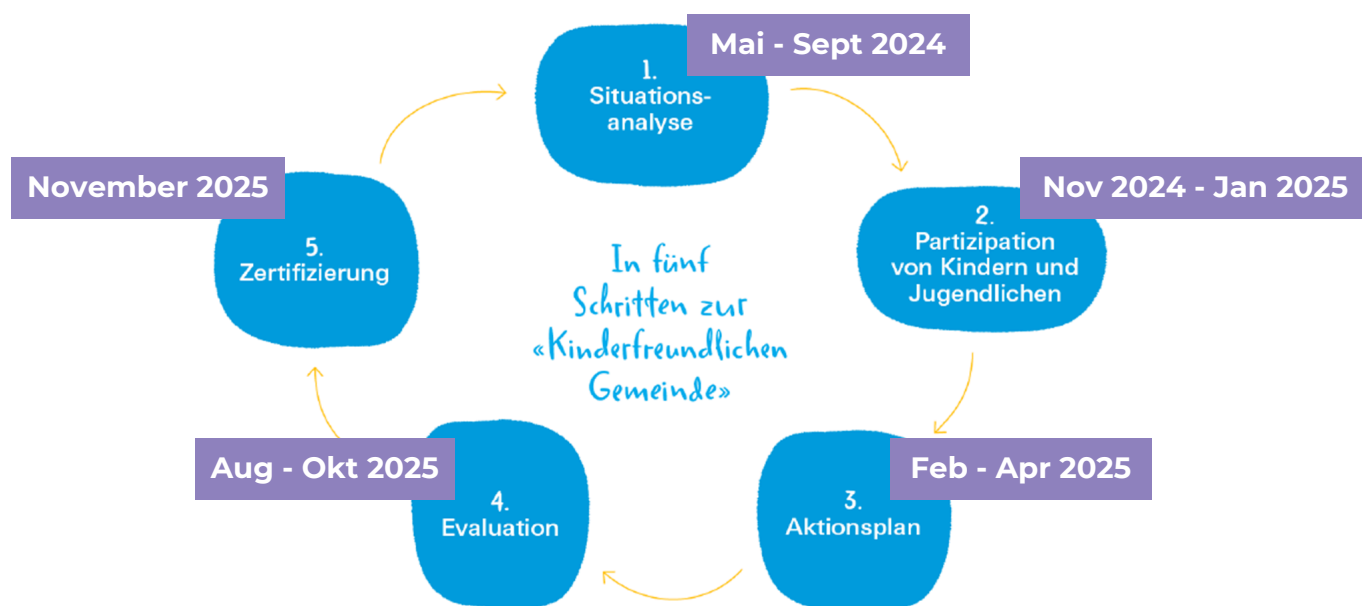 Mai - Sept 2024
1.
Situations-
analyse
Nov 2024 - Jan 2025
2.
Partizipation
von Kindern und
Jugendlichen
Feb - Apr 2025
3.
Aktionsplan
Aug - Okt 2025
4.
Evaluation
November 2025
5.
Zertifizierung
In fünf
Schritten zur
«Kinderfreundlichen
Gemeinde»